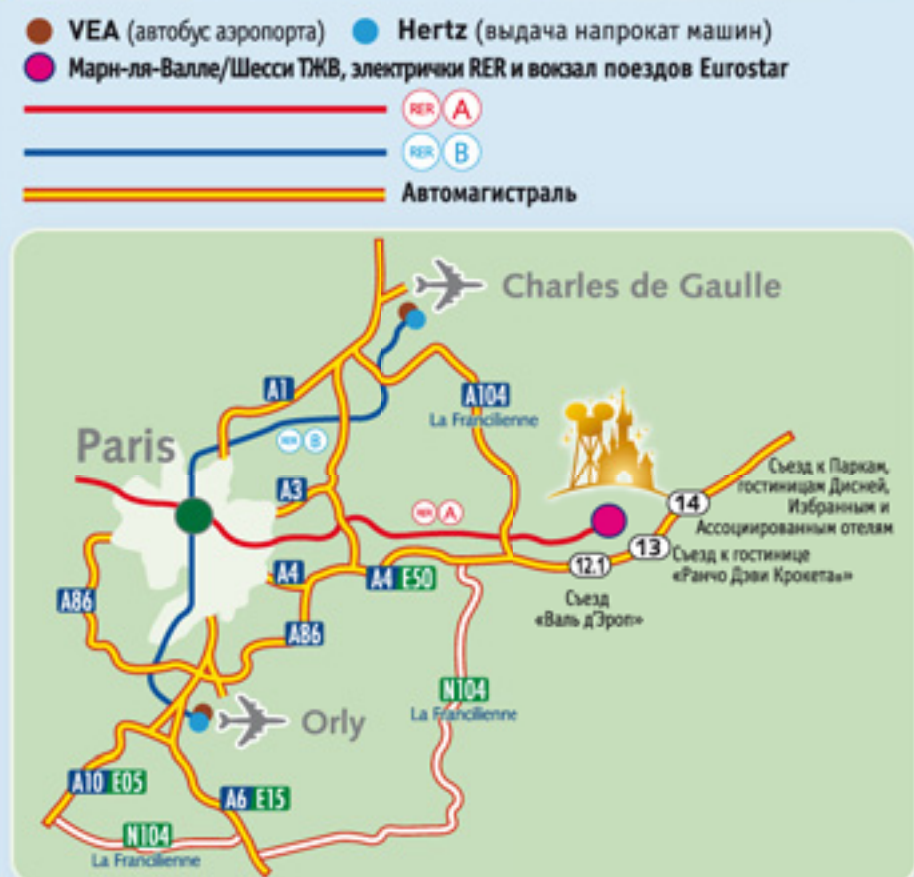 VEA (автобус аэропорта) Hertz (выдача напрокат машин)
Марн-ля-Валле/Шесси ТЖВ, электрички RER и вокзал поездов Eurostar
RER A
RER B
Автомагистраль
Charles de Gaulle
A1
A104
La Francilienne
Paris
RER B
Съезд к Паркам,
гостиницам Дисней,
Избранным и
Ассоциированным отелям
A3
14
RER A
13
Съезд к гостинице
«Ранчо Дэви Крокета®»
A4
A4 E50
12.1
Съезд
«Валь д'Эроп»
A86
A86
N104
La Francilienne
Orly
A10 E05
A6 E15
N104
La Francilienne